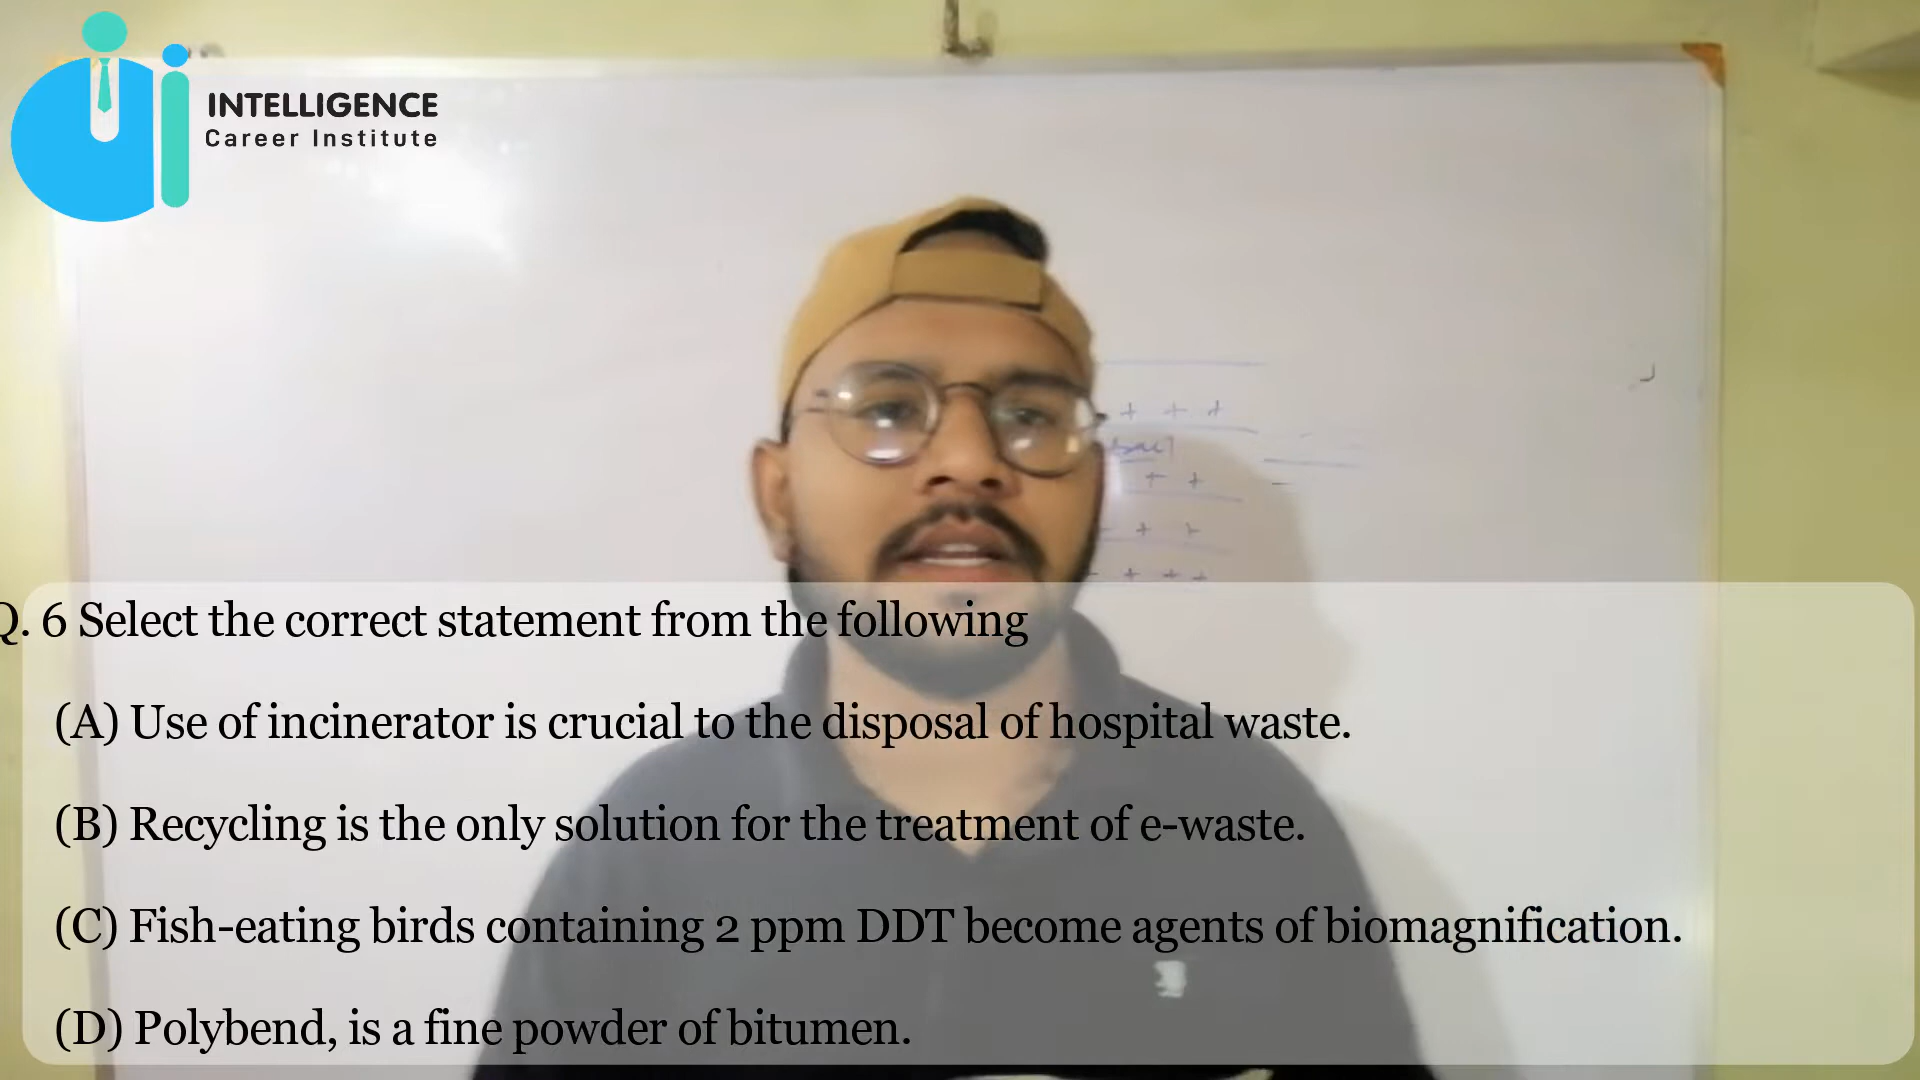 INTELLIGENCE
Career Institute
+ + +
+ +
+ +
+ + +
Q. 6 Select the correct statement from the following
(A) Use of incinerator is crucial to the disposal of hospital waste.
(B) Recycling is the only solution for the treatment of e-waste.
(C) Fish-eating birds containing 2 ppm DDT become agents of biomagnification.
(D) Polybend, is a fine powder of bitumen.